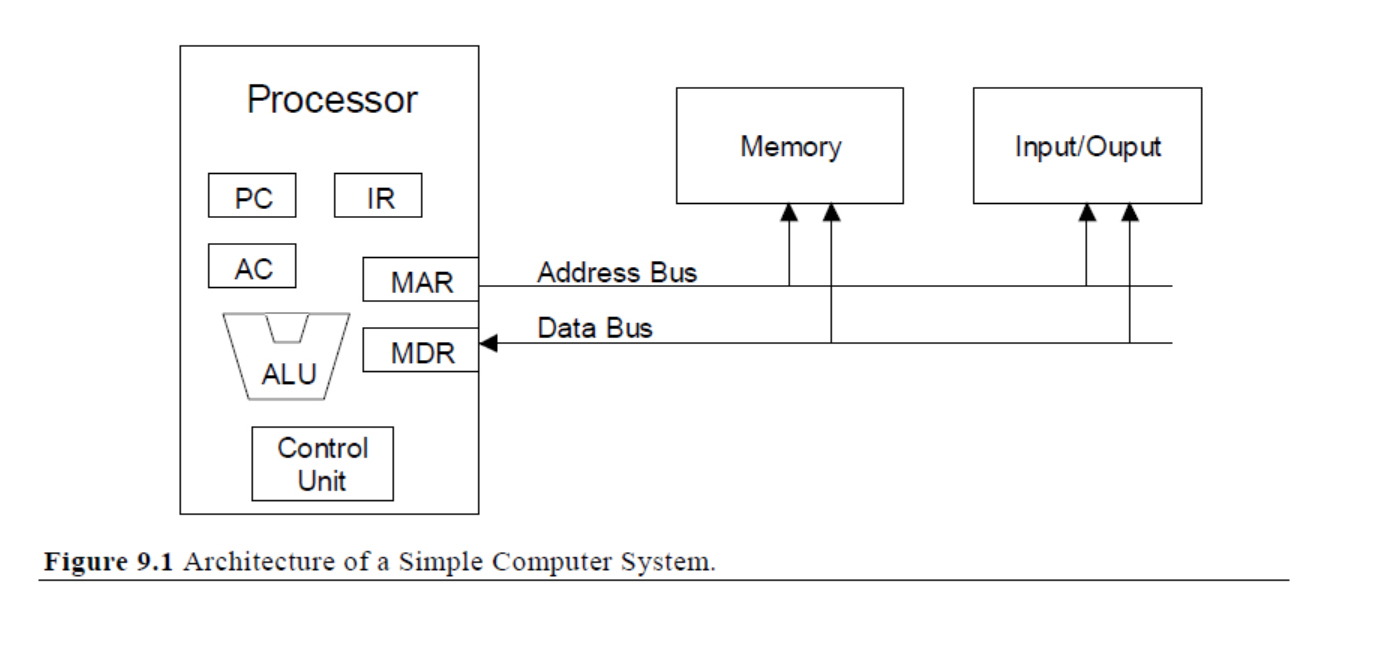 Processor
PC
IR
AC
MAR
MDR
ALU
Control
Unit
Address Bus
Data Bus
Memory
Input/Ouput
Figure 9.1 Architecture of a Simple Computer System.